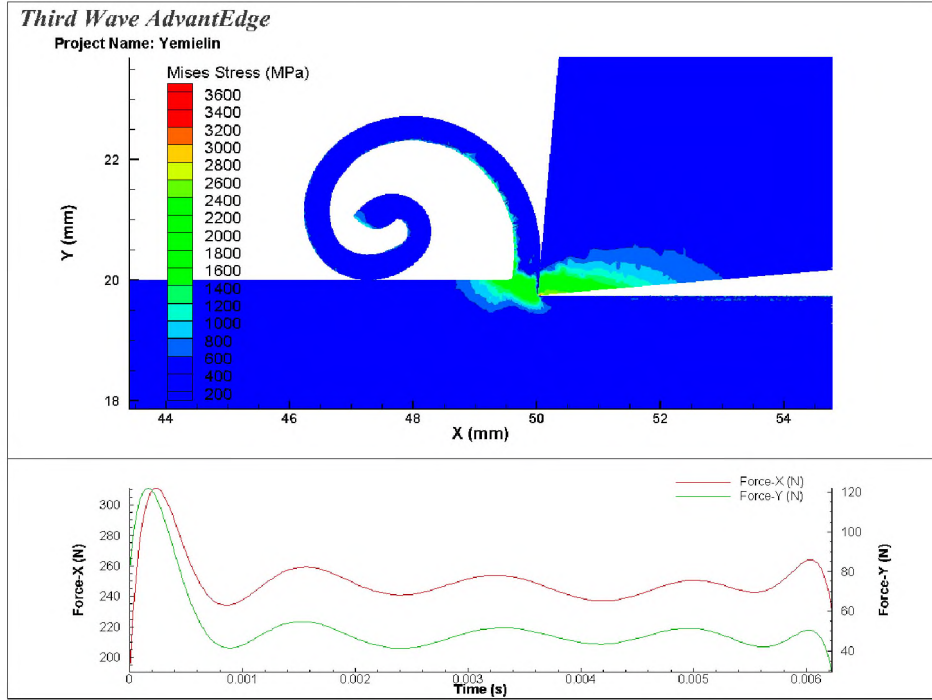 Third Wave AdvantEdge
Project Name: Yemielin
Mises Stress (MPa)
3600
3400
3200
3000
2800
2600
2400
2200
2000
1800
1600
1400
1200
1000
800
600
400
200
Y (mm)
22
20
18
44 46 48 50 52 54
X (mm)
Force-X (N)
Force-Y (N)
Force-X (N)
300
280
260
240
220
200
Force-Y (N)
120
100
80
60
40
0 0.001 0.002 0.003 0.004 0.005 0.006
Time (s)